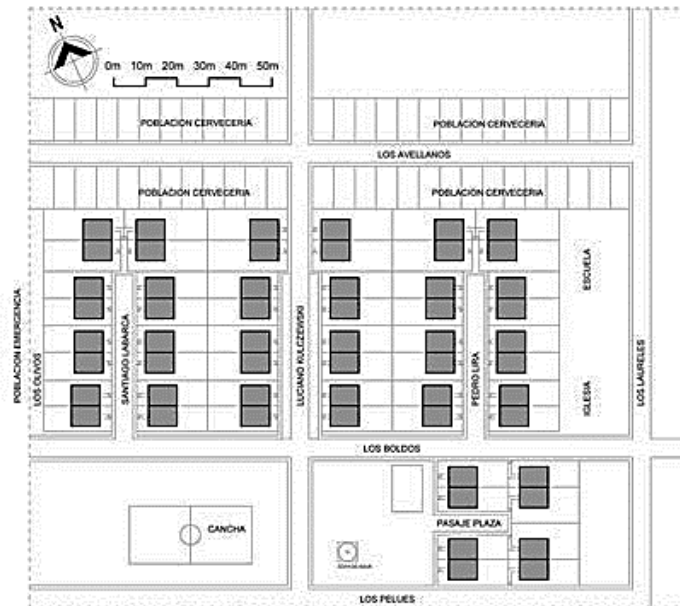 N
0m 10m 20m 30m 40m 50m
POBLACION CERVECERIA
POBLACION CERVECERIA
LOS AVELLANOS
POBLACION CERVECERIA
POBLACION CERVECERIA
POBLACION EMERGENCIA
LOS OLIVOS
SANTIAGO LABARCA
LUCIANO KULCZEWSKI
PEDRO LIRA
ESCUELA
IGLESIA
LOS LAURELES
LOS BOLDOS
CANCHA
PASAJE PLAZA
LOS PELUES